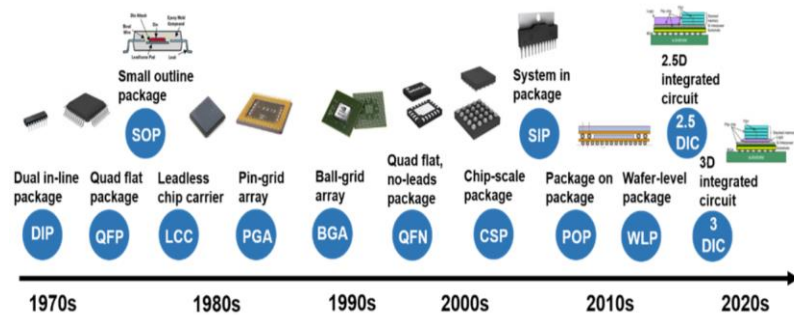 Small outline
package
SOP
System in
package
SIP
2.5D
integrated
circuit
2.5
DIC
Dual in-line
package
DIP
Quad flat
package
QFP
Leadless
chip carrier
LCC
Pin-grid
array
PGA
Ball-grid
array
BGA
Quad flat,
no-leads
package
QFN
Chip-scale
package
CSP
Package on
package
POP
Wafer-level
package
WLP
3D
integrated
circuit
3
DIC
1970s
1980s
1990s
2000s
2010s
2020s